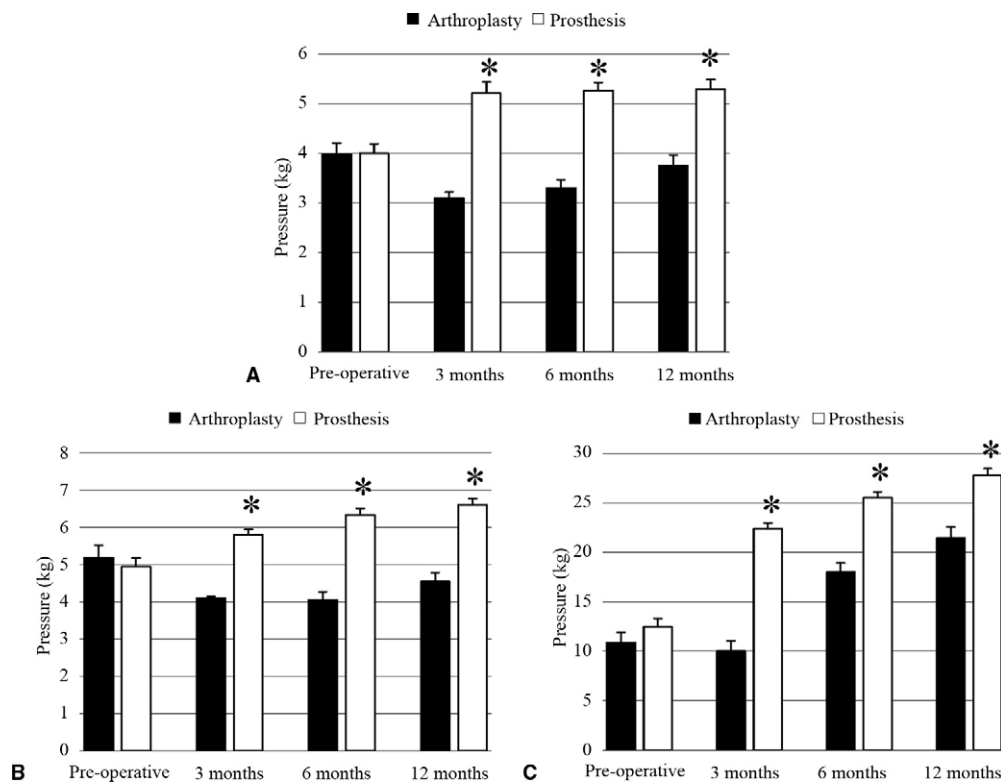 Arthroplasty Prosthesis
6
5
4
3
2
1
0
Pressure (kg)
* * *
Pre-operative 3 months 6 months 12 months
A
Arthroplasty Prosthesis
8
7
6
5
4
3
2
1
0
Pressure (kg)
* * *
Pre-operative 3 months 6 months 12 months
B
Arthroplasty Prosthesis
30
25
20
15
10
5
0
Pressure (kg)
* * *
Pre-operative 3 months 6 months 12 months
C